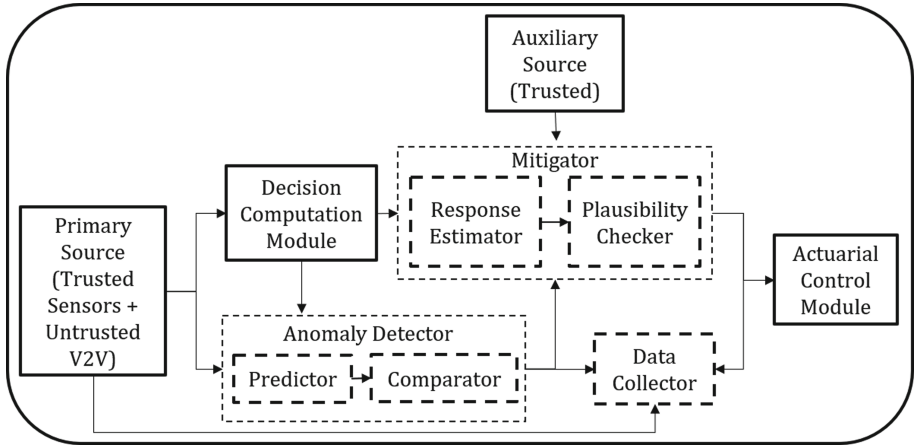 Auxiliary
Source
(Trusted)
Mitigator
Response
Estimator
Plausibility
Checker
Decision
Computation
Module
Primary
Source
(Trusted
Sensors +
Untrusted
V2V)
Actuarial
Control
Module
Anomaly Detector
Predictor
Comparator
Data
Collector